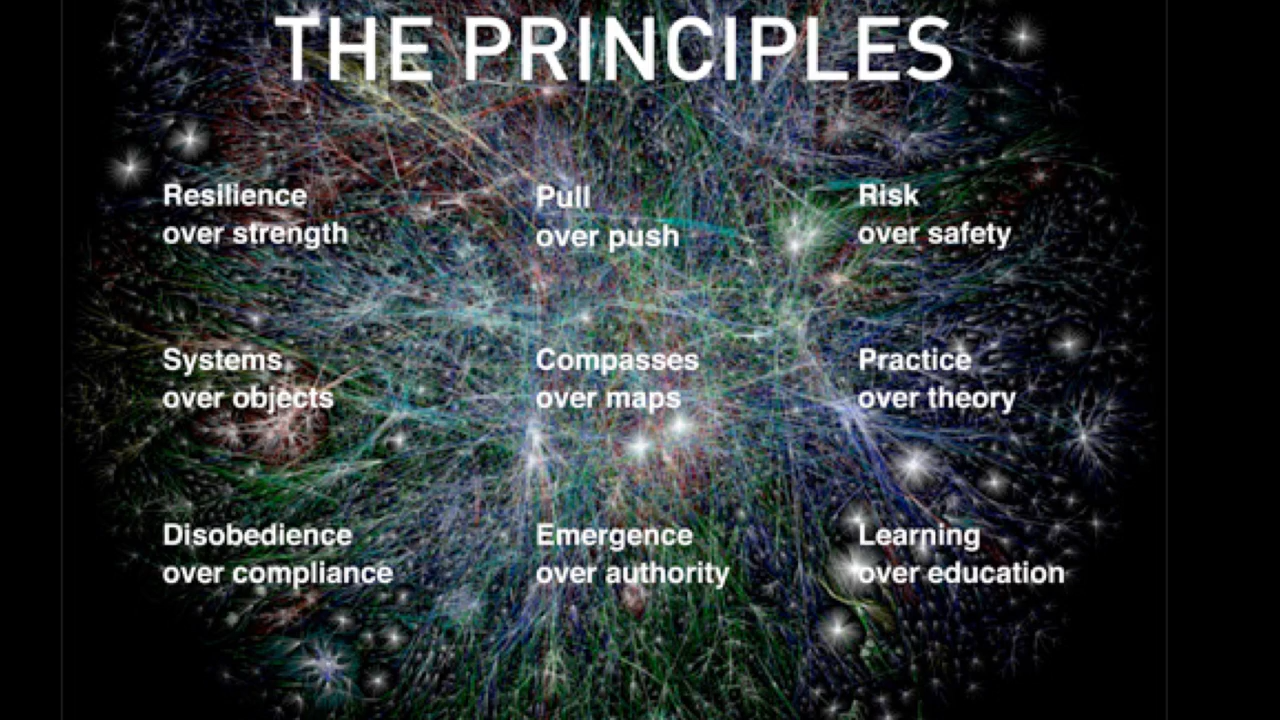 THE PRINCIPLES
Resilience
over strength
Pull
over push
Risk
over safety
Systems
over objects
Compasses
over maps
Practice
over theory
Disobedience
over compliance
Emergence
over authority
Learning
over education